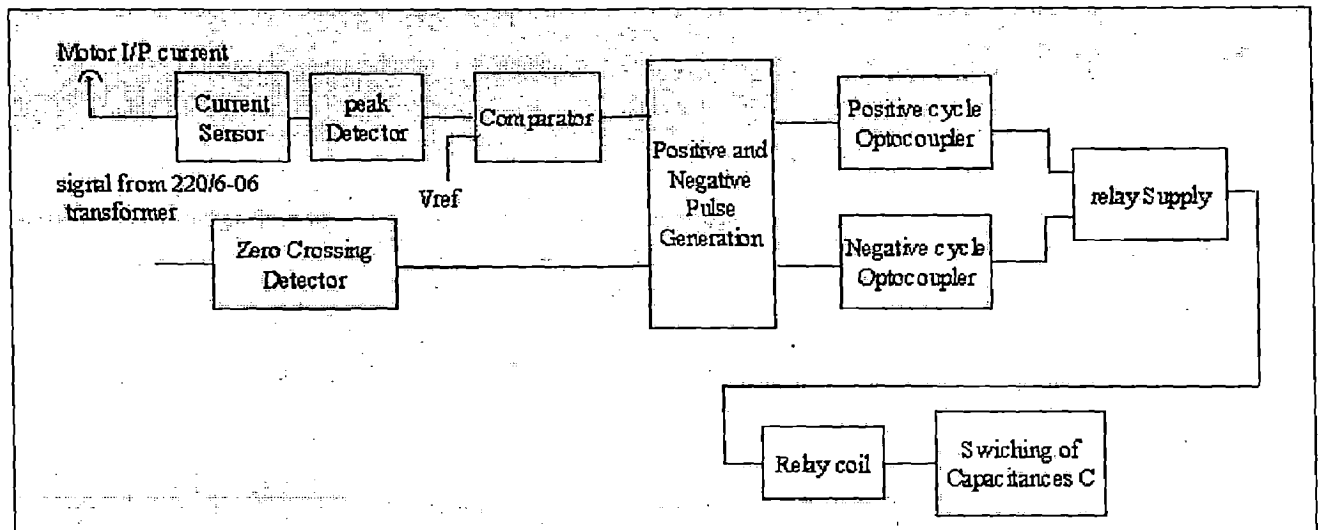 Motor I/P current
Current
Sensor
peak
Detector
Comparator
Vref
signal from 220/6-06
transformer
Zero Crossing
Detector
Positive and
Negative
Pulse
Generation
Positive cycle
Optocoupler
Negative cycle
Optocoupler
relay Supply
Relay coil
Swiching of
Capacitances C